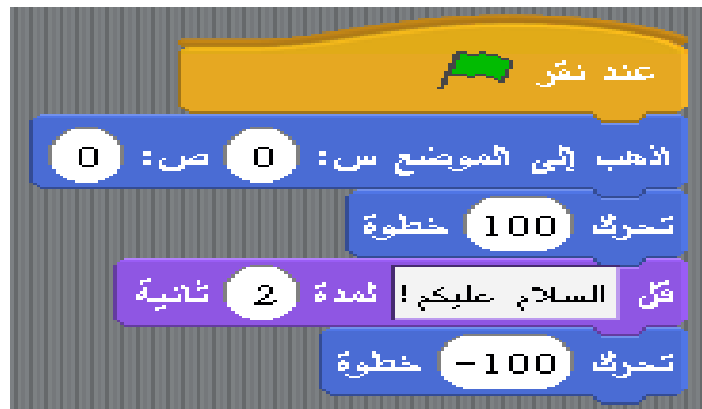 عند نقر
اذهب إلى الموضع س: 0 ص: 0
تحرك 100 خطوة
قل السلام عليكم! لمدة 2 ثانية
تحرك -100 خطوة